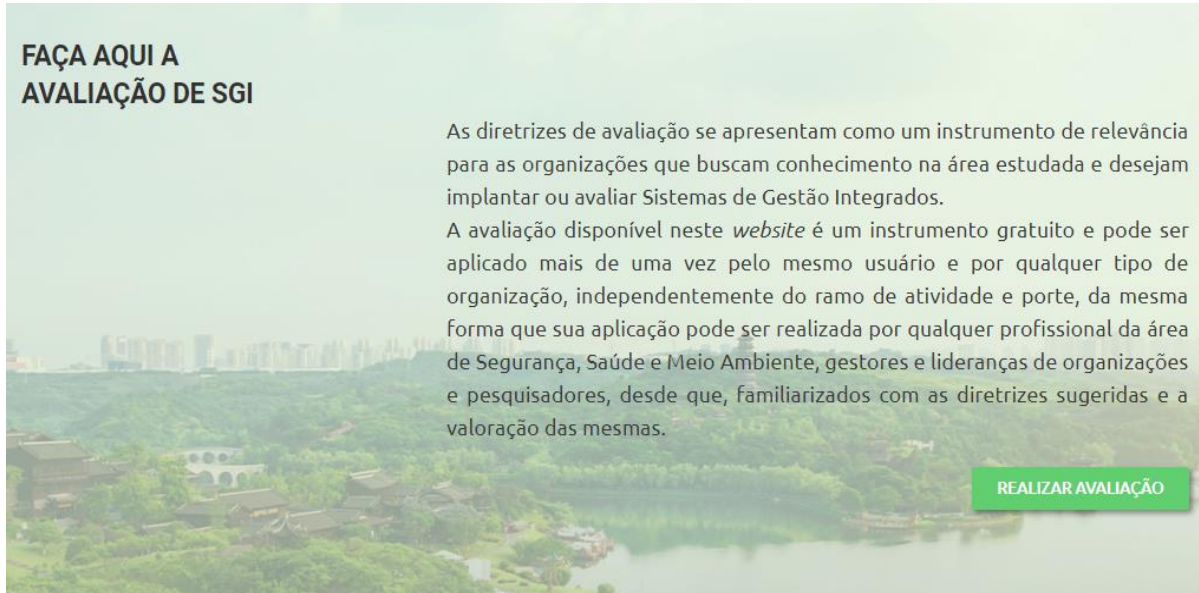 FAÇA AQUI A
AVALIAÇÃO DE SGI
As diretrizes de avaliação se apresentam como um instrumento de relevância
para as organizações que buscam conhecimento na área estudada e desejam
implantar ou avaliar Sistemas de Gestão Integrados.
A avaliação disponível neste website é um instrumento gratuito e pode ser
aplicado mais de uma vez pelo mesmo usuário e por qualquer tipo de
organização, independentemente do ramo de atividade e porte, da mesma
forma que sua aplicação pode ser realizada por qualquer profissional da área
de Segurança, Saúde e Meio Ambiente, gestores e lideranças de organizações
e pesquisadores, desde que, familiarizados com as diretrizes sugeridas e a
valoração das mesmas.
REALIZAR AVALIAÇÃO